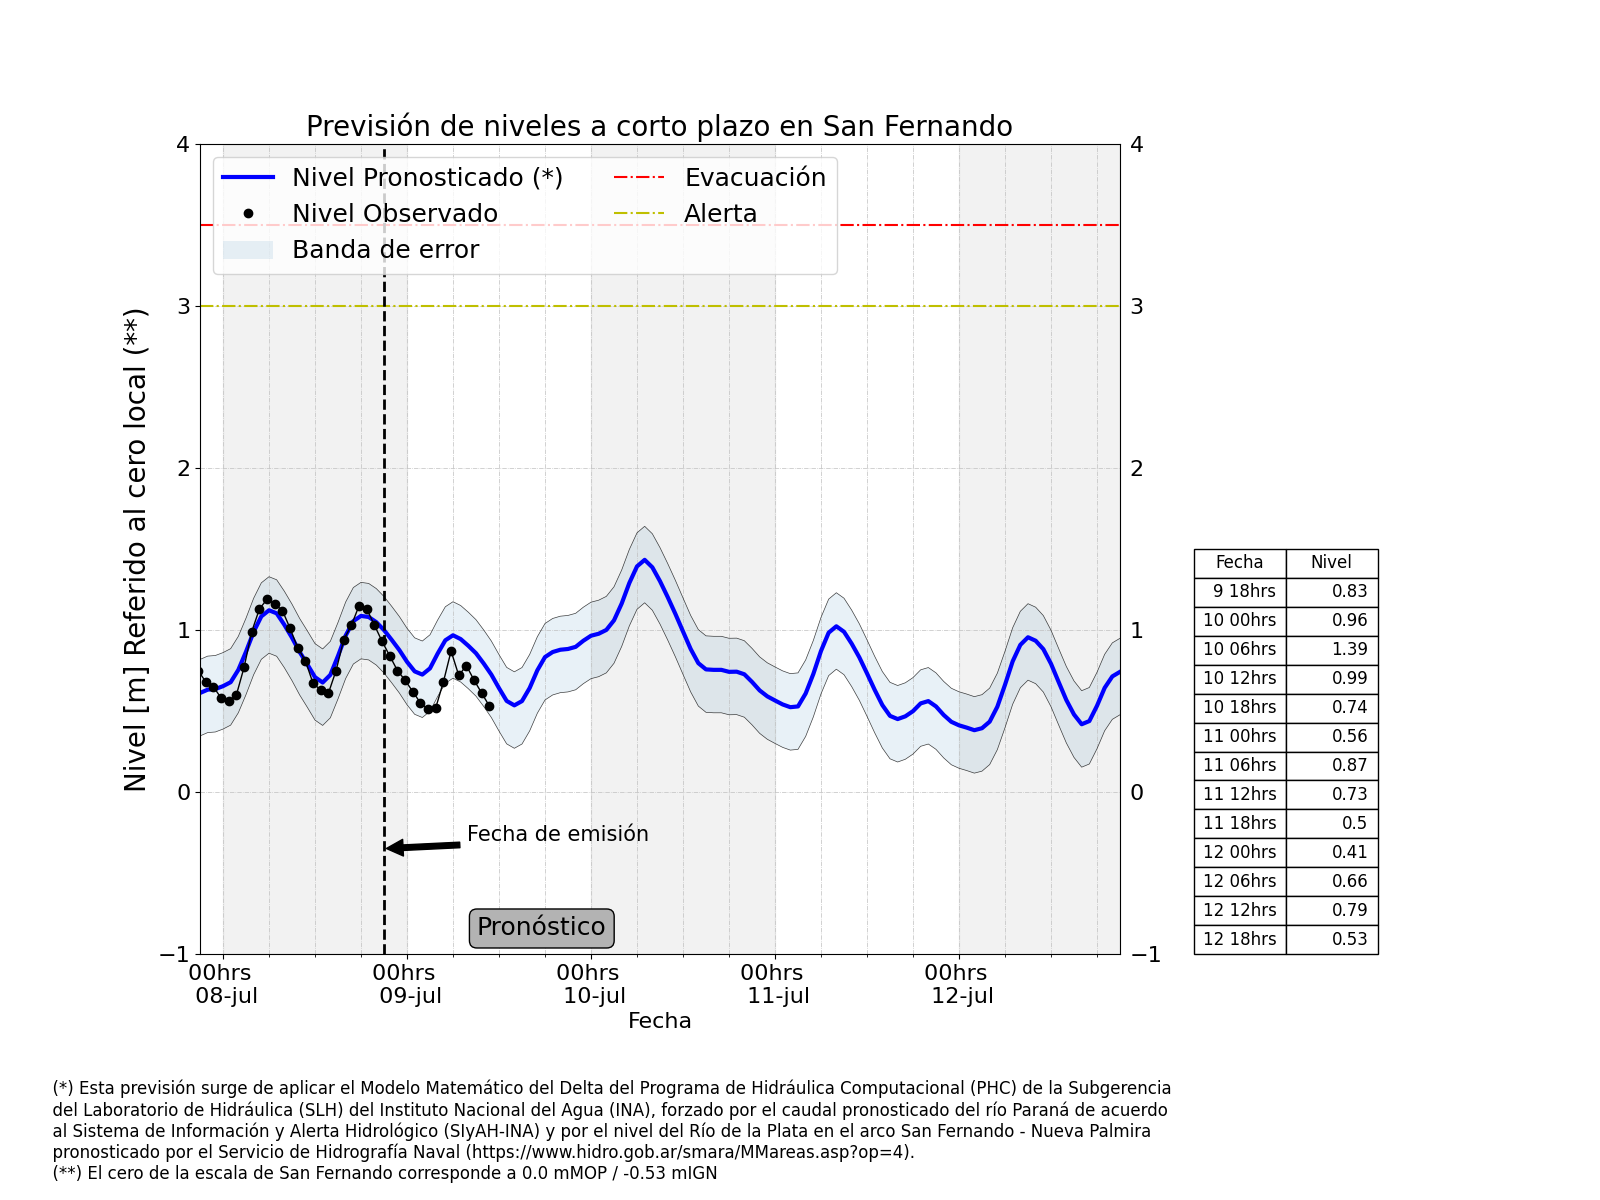 Previsión de niveles a corto plazo en San Fernando
Nivel Pronosticado (*)
Nivel Observado
Banda de error
Evacuación
Alerta
Nivel [m] Referido al cero local (**)
4
3
2
1
0
−1
4
3
2
1
0
−1
Fecha de emisión
Pronóstico
00hrs
08-jul
00hrs
09-jul
00hrs
10-jul
00hrs
11-jul
00hrs
12-jul
Fecha
Fecha Nivel
9 18hrs 0.83
10 00hrs 0.96
10 06hrs 1.39
10 12hrs 0.99
10 18hrs 0.74
11 00hrs 0.56
11 06hrs 0.87
11 12hrs 0.73
11 18hrs 0.5
12 00hrs 0.41
12 06hrs 0.66
12 12hrs 0.79
12 18hrs 0.53
(*) Esta previsión surge de aplicar el Modelo Matemático del Delta del Programa de Hidráulica Computacional (PHC) de la Subgerencia
del Laboratorio de Hidráulica (SLH) del Instituto Nacional del Agua (INA), forzado por el caudal pronosticado del río Paraná de acuerdo
al Sistema de Información y Alerta Hidrológico (SIyAH-INA) y por el nivel del Río de la Plata en el arco San Fernando - Nueva Palmira
pronosticado por el Servicio de Hidrografía Naval (https://www.hidro.gob.ar/smara/MMareas.asp?op=4).
(**) El cero de la escala de San Fernando corresponde a 0.0 mMOP / -0.53 mIGN